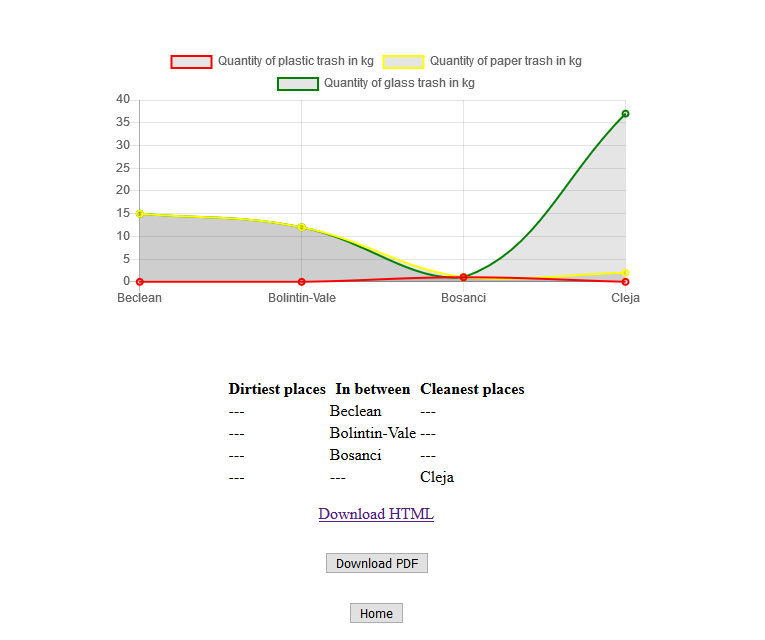 Quantity of plastic trash in kg Quantity of paper trash in kg
Quantity of glass trash in kg
40
35
30
25
20
15
10
5
0
Beclean Bolintin-Vale Bosanci Cleja
Dirtiest places In between Cleanest places
--- Beclean ---
--- Bolintin-Vale ---
--- Bosanci ---
--- --- Cleja
Download HTML
Download PDF
Home